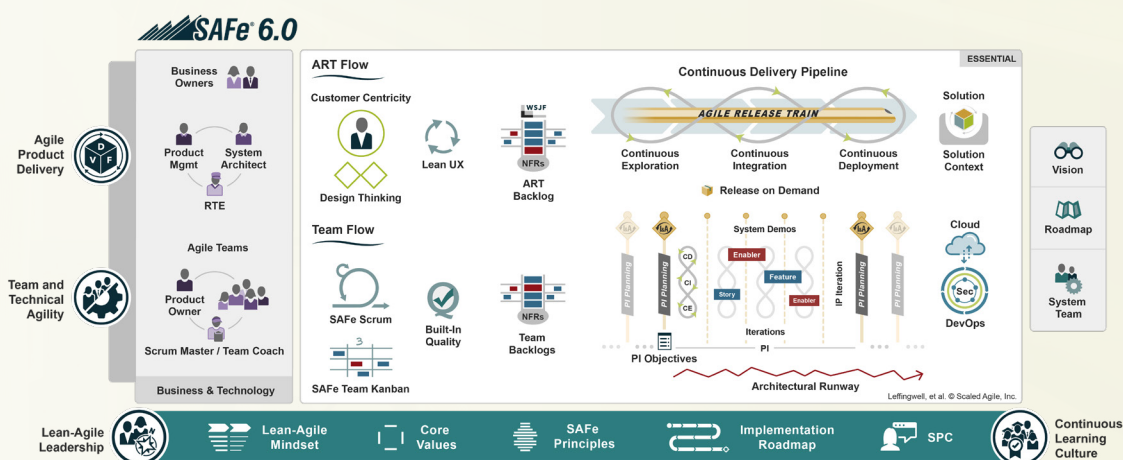 SAFe® 6.0
ESSENTIAL
Agile
Product
Delivery
D
V F
Team and
Technical
Agility
Business
Owners
Product
Mgmt
System
Architect
RTE
Agile Teams
Product
Owner
Scrum Master / Team Coach
Business & Technology
ART Flow
Customer Centricity
Design Thinking
Lean UX
WSJF
NFRs
ART
Backlog
Team Flow
SAFe Scrum
3
SAFe Team Kanban
Built-In
Quality
NFRs
Team
Backlogs
Continuous Delivery Pipeline
AGILE RELEASE TRAIN
Continuous
Exploration
Continuous
Integration
Continuous
Deployment
Release on Demand
Solution
Solution
Context
I&A
I&A
I&A
I&A
System Demos
PI Planning
PI Planning
CD
CI
CE
Enabler
Story
Feature
Enabler
IP Iteration
PI Planning
PI Planning
Iterations
PI
PI Objectives
Architectural Runway
Cloud
Sec
DevOps
Leffingwell, et al. © Scaled Agile, Inc.
Vision
Roadmap
System
Team
Lean-Agile
Leadership
Lean-Agile
Mindset
Core
Values
SAFe
Principles
Implementation
Roadmap
SPC
Continuous
Learning
Culture